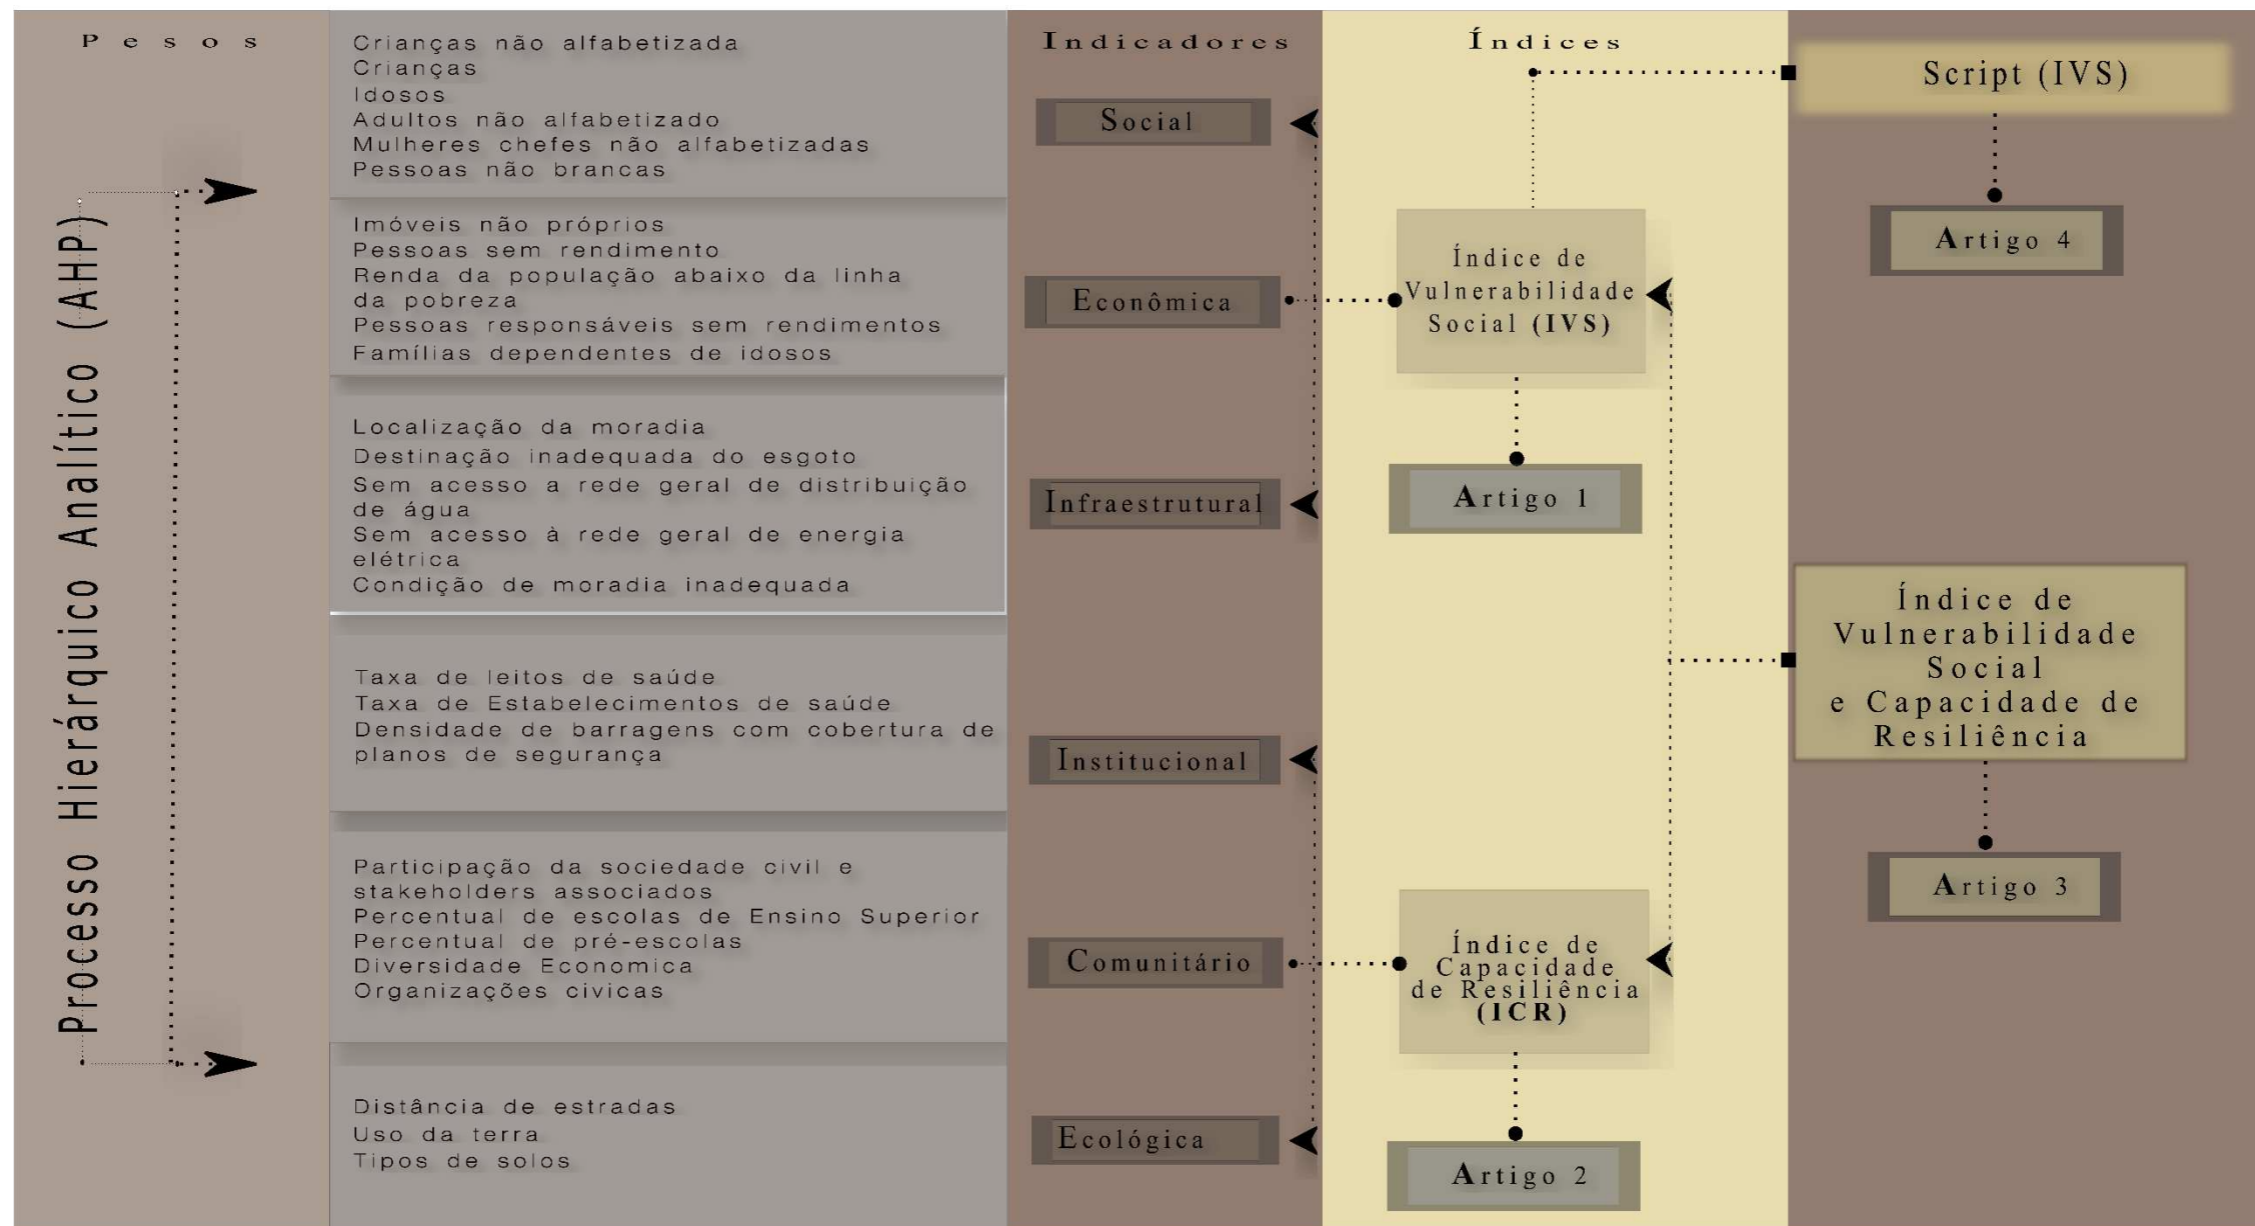 Pesos
Processo Hierárquico Analítico (AHP)
Crianças não alfabetizada
Crianças
Idosos
Adultos não alfabetizado
Mulheres chefes não alfabetizadas
Pessoas não brancas
Imóveis não próprios
Pessoas sem rendimento
Renda da população abaixo da linha
da pobreza
Pessoas responsáveis sem rendimentos
Famílias dependentes de idosos
Localização da moradia
Destinação inadequada do esgoto
Sem acesso a rede geral de distribuição
de água
Sem acesso à rede geral de energia
elétrica
Condição de moradia inadequada
Taxa de leitos de saúde
Taxa de Estabelecimentos de saúde
Densidade de barragens com cobertura de
planos de segurança
Participação da sociedade civil e
stakeholders associados
Percentual de escolas de Ensino Superior
Percentual de pré-escolas
Diversidade Economica
Organizações civicas
Distância de estradas
Uso da terra
Tipos de solos
Indicadores
Social
Econômica
Infraestrutural
Institucional
Comunitário
Ecológica
Índices
Índice de
Vulnerabilidade
Social (IVS)
Artigo 1
Índice de
Capacidade
de Resiliência
(ICR)
Artigo 2
Script (IVS)
Artigo 4
Índice de
Vulnerabilidade
Social
e Capacidade de
Resiliência
Artigo 3